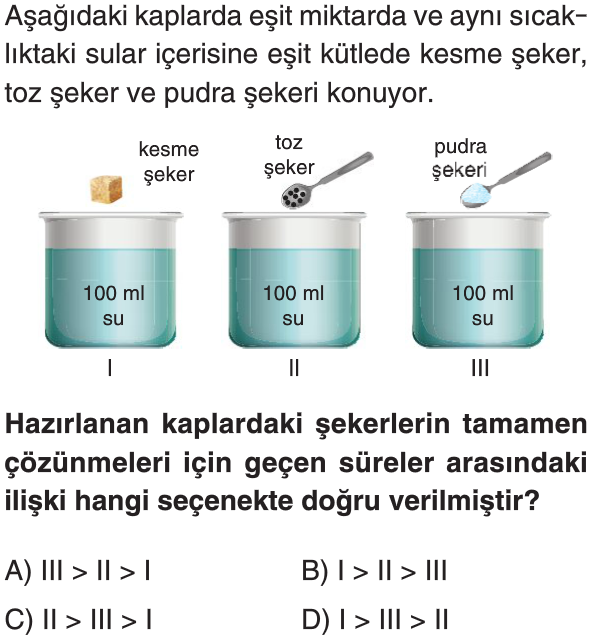 Aşağıdaki kaplarda eşit miktarda ve aynı sıcak-
lıktaki sular içerisine eşit kütlede kesme şeker,
toz şeker ve pudra şekeri konuyor.
kesme
şeker
toz
şeker
pudra
şekeri
100 ml
su
100 ml
su
100 ml
su
I
II
III
Hazırlanan kaplardaki şekerlerin tamamen
çözünmeleri için geçen süreler arasındaki
ilişki hangi seçenekte doğru verilmiştir?
A) III > II > I
B) I > II > III
C) II > III > I
D) I > III > II